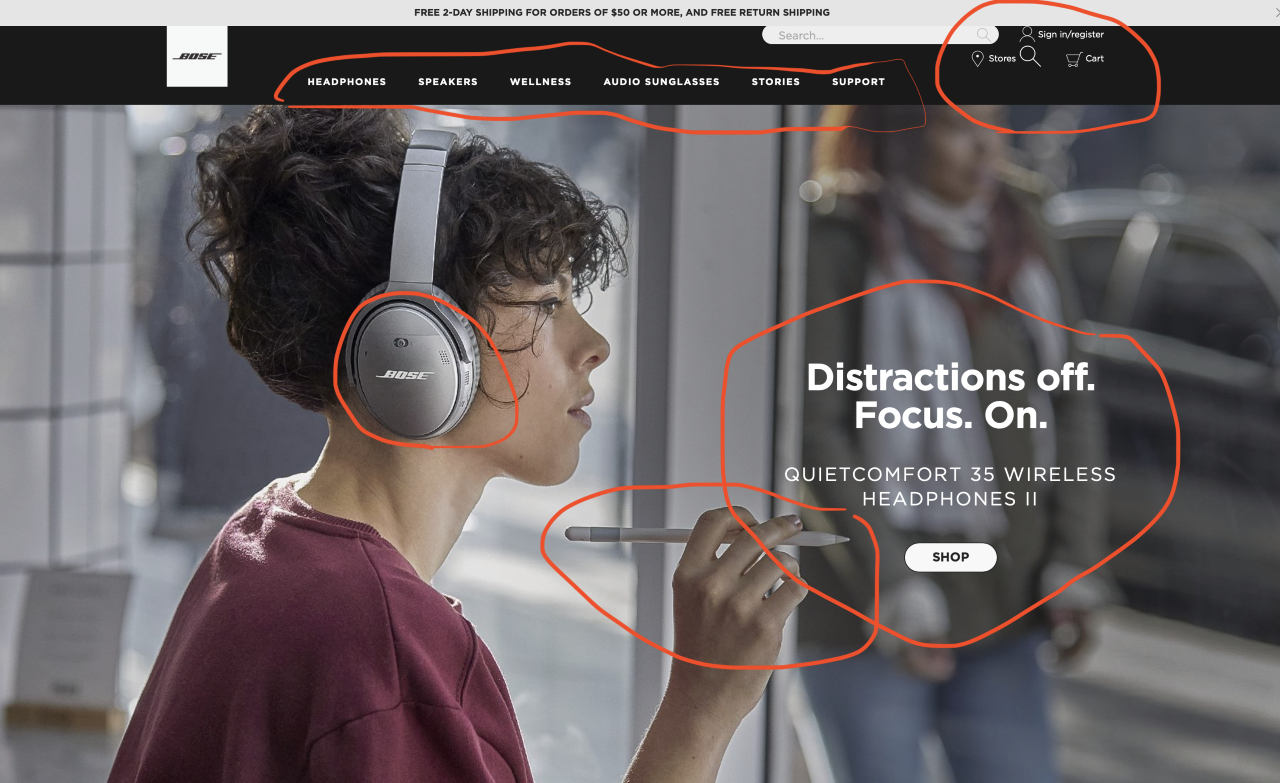 FREE 2-DAY SHIPPING FOR ORDERS OF $50 OR MORE, AND FREE RETURN SHIPPING
BOSE
Search...
Sign in/register
Stores
Cart
HEADPHONES
SPEAKERS
WELLNESS
AUDIO SUNGLASSES
STORIES
SUPPORT
BOSE
Distractions off.
Focus. On.
QUIETCOMFORT 35 WIRELESS
HEADPHONES II
SHOP